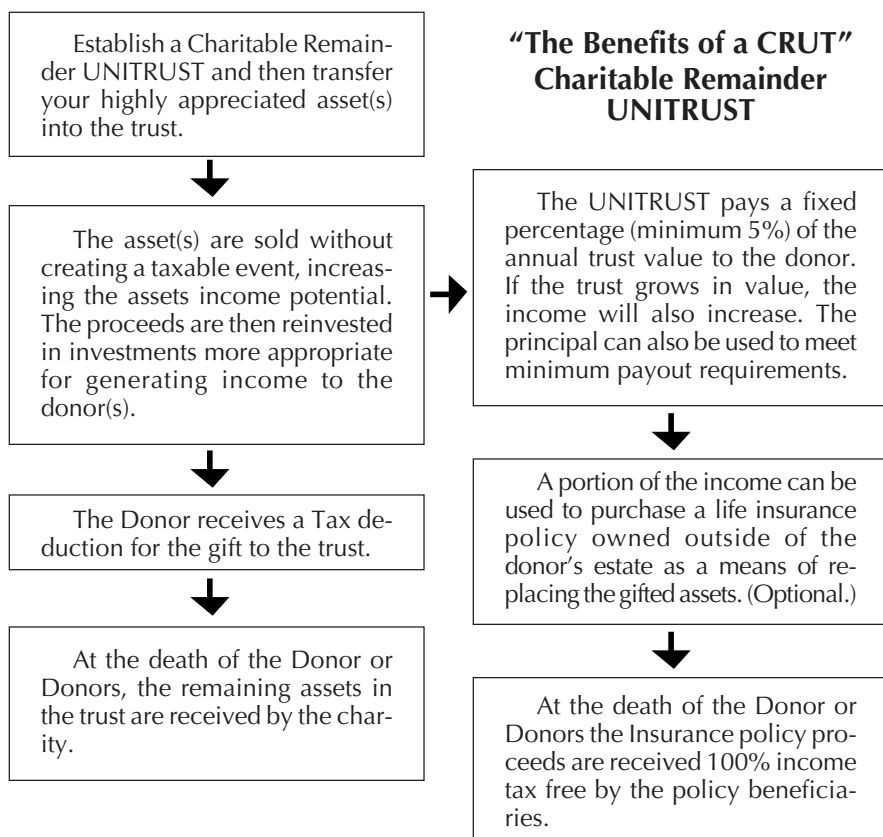 “The Benefits of a CRUT”
Charitable Remainder
UNITRUST
Establish a Charitable Remain-
der UNITRUST and then transfer
your highly appreciated asset(s)
into the trust.
The asset(s) are sold without
creating a taxable event, increas-
ing the assets income potential.
The proceeds are then reinvested
in investments more appropriate
for generating income to the
donor(s).
The Donor receives a Tax de-
duction for the gift to the trust.
At the death of the Donor or
Donors, the remaining assets in
the trust are received by the char-
ity.
The UNITRUST pays a fixed
percentage (minimum 5%) of the
annual trust value to the donor.
If the trust grows in value, the
income will also increase. The
principal can also be used to meet
minimum payout requirements.
A portion of the income can be
used to purchase a life insurance
policy owned outside of the
donor’s estate as a means of re-
placing the gifted assets. (Optional.)
At the death of the Donor or
Donors the Insurance policy pro-
ceeds are received 100% income
tax free by the policy beneficia-
ries.